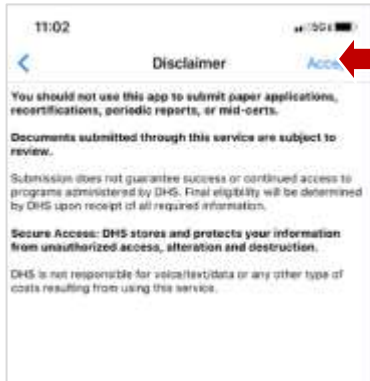 11:02
5GE
Disclaimer Acce
You should not use this app to submit paper applications,
recertifications, periodic reports, or mid-certs.
Documents submitted through this service are subject to
review.
Submission does not guarantee success or continued access to
programs administered by DHS. Final eligibility will be determined
by DHS upon receipt of all required information.
Secure Access: DHS stores and protects your information
from unauthorized access, alteration and destruction.
DHS is not responsible for voice/text/data or any other type of
costs resulting from using this service.